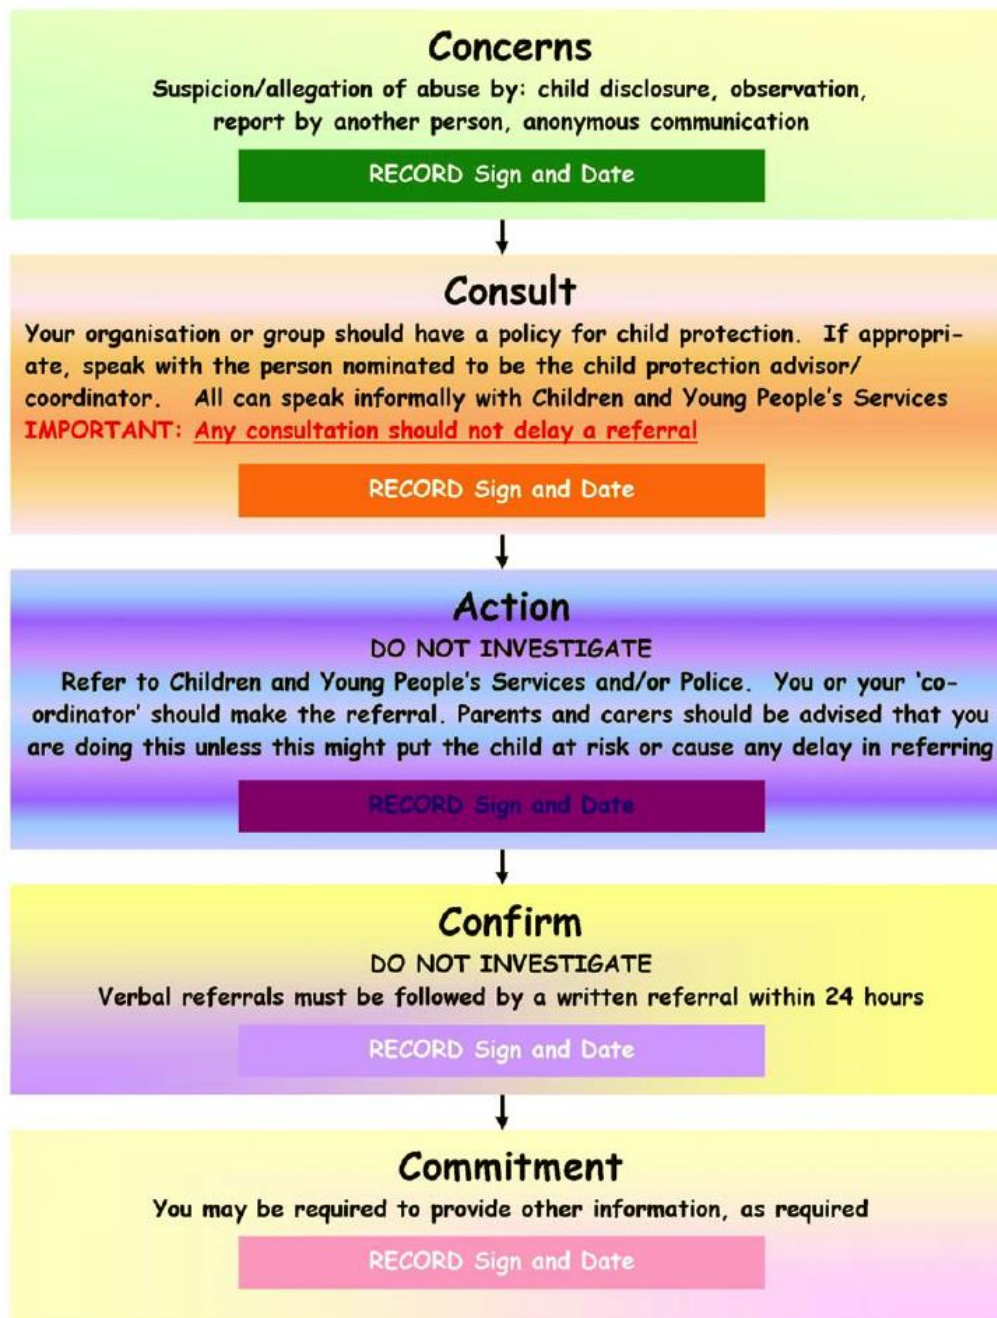 Concerns
Suspicion/allegation of abuse by: child disclosure, observation,
report by another person, anonymous communication
RECORD Sign and Date
Consult
Your organisation or group should have a policy for child protection. If appropri-
ate, speak with the person nominated to be the child protection advisor/
coordinator. All can speak informally with Children and Young People's Services
IMPORTANT: Any consultation should not delay a referral
RECORD Sign and Date
Action
DO NOT INVESTIGATE
Refer to Children and Young People's Services and/or Police. You or your 'co-
ordinator' should make the referral. Parents and carers should be advised that you
are doing this unless this might put the child at risk or cause any delay in referring
RECORD Sign and Date
Confirm
DO NOT INVESTIGATE
Verbal referrals must be followed by a written referral within 24 hours
RECORD Sign and Date
Commitment
You may be required to provide other information, as required
RECORD Sign and Date